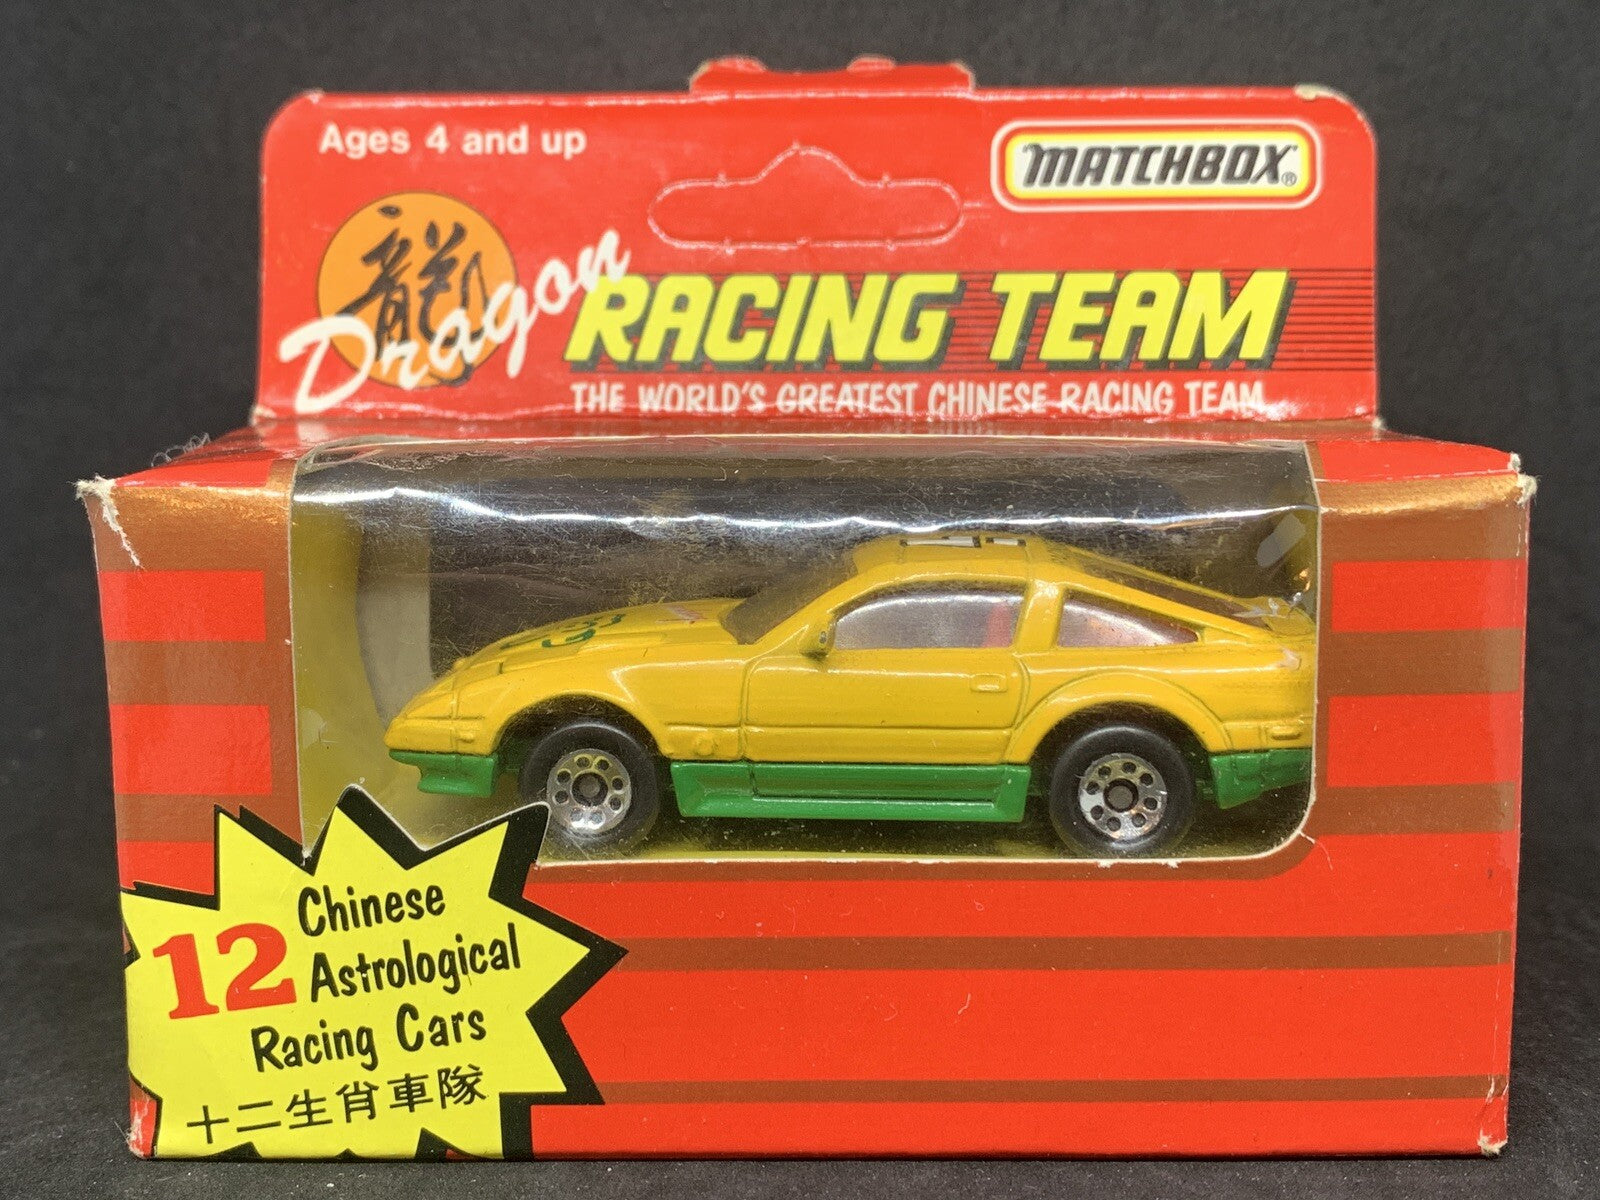 Ages 4 and up
MATCHBOX®
龍
Dragon
RACING TEAM
THE WORLD'S GREATEST CHINESE RACING TEAM
12 Chinese
Astrological
Racing Cars
十二生肖車隊